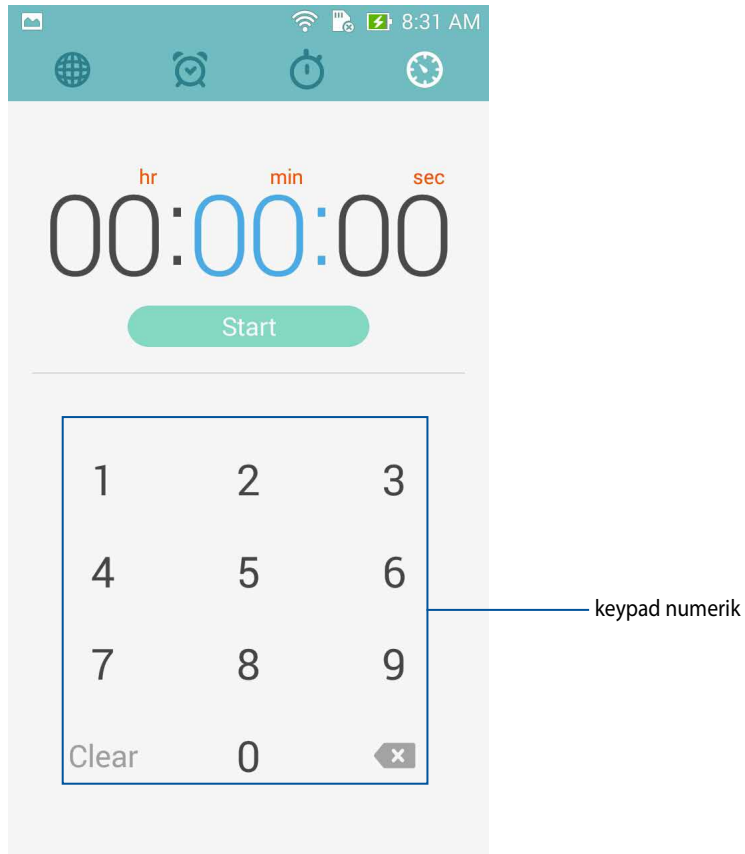 8:31 AM
hr min sec
00:00:00
Start
1 2 3
4 5 6
keypad numerik
7 8 9
Clear 0